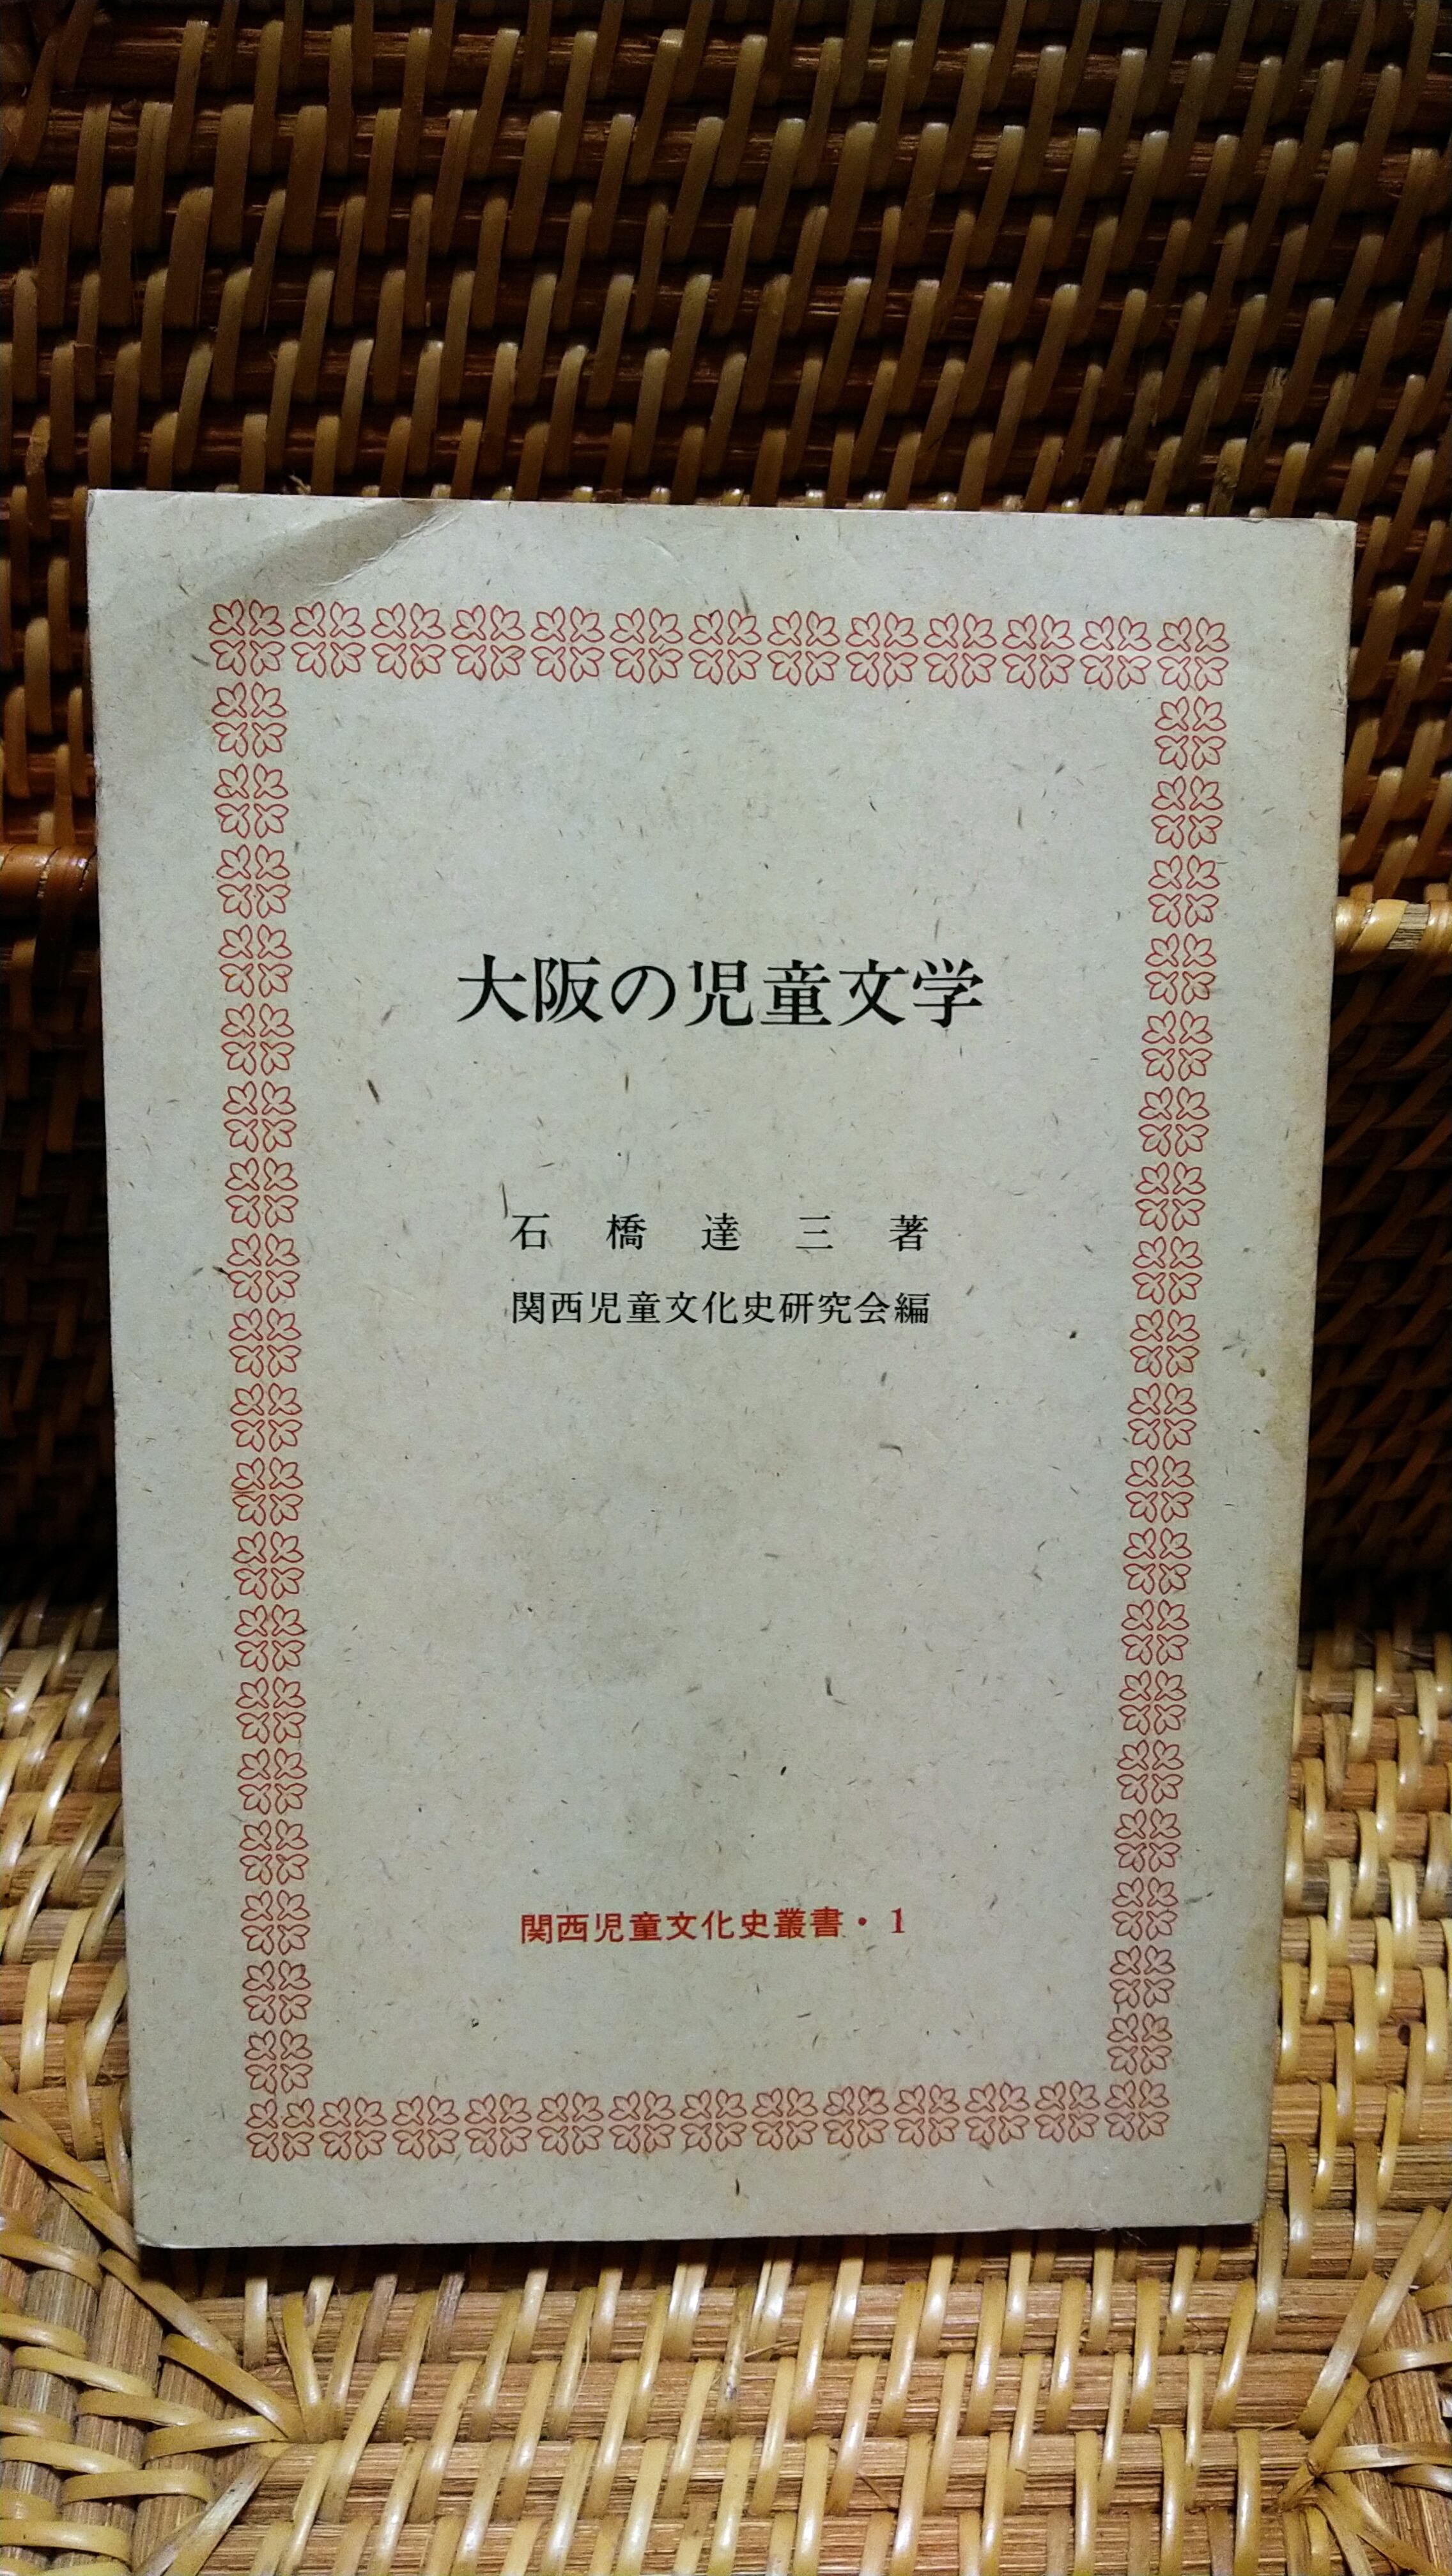 大阪の児童文学
石橋達三著
関西児童文化史研究会編
関西児童文化史叢書・1